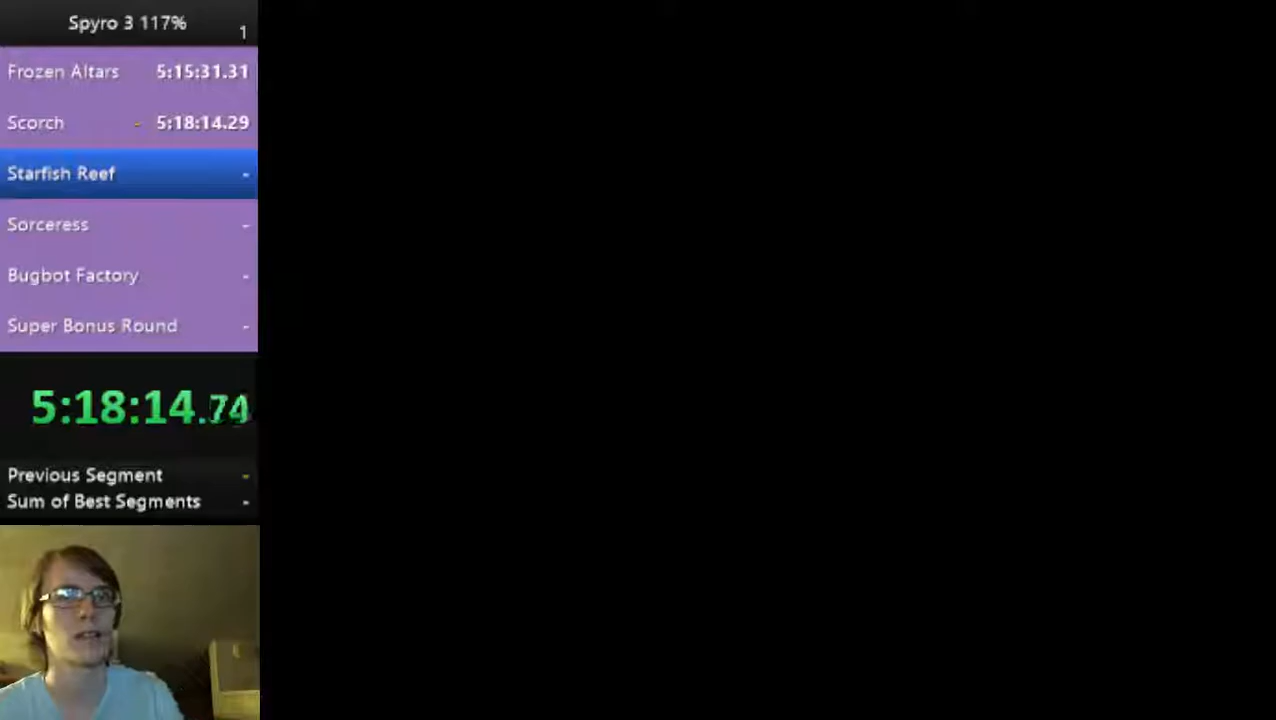 Spyro 3 117%
1
Frozen Altars 5:15:31.31
Scorch - 5:18:14.29
Starfish Reef -
Sorceress -
Bugbot Factory -
Super Bonus Round -
5:18:14.74
Previous Segment -
Sum of Best Segments -